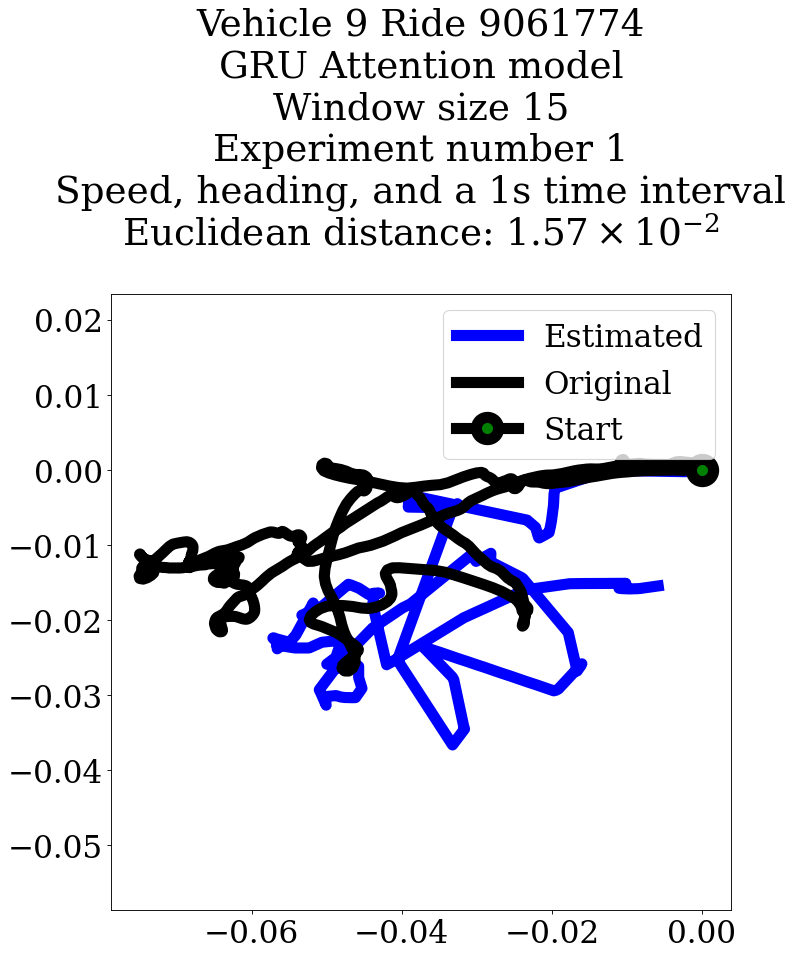 Vehicle 9 Ride 9061774
GRU Attention model
Window size 15
Experiment number 1
Speed, heading, and a 1s time interval
Euclidean distance: 1.57 × 10⁻²
Estimated
Original
Start
0.02
0.01
0.00
−0.01
−0.02
−0.03
−0.04
−0.05
−0.06 −0.04 −0.02 0.00